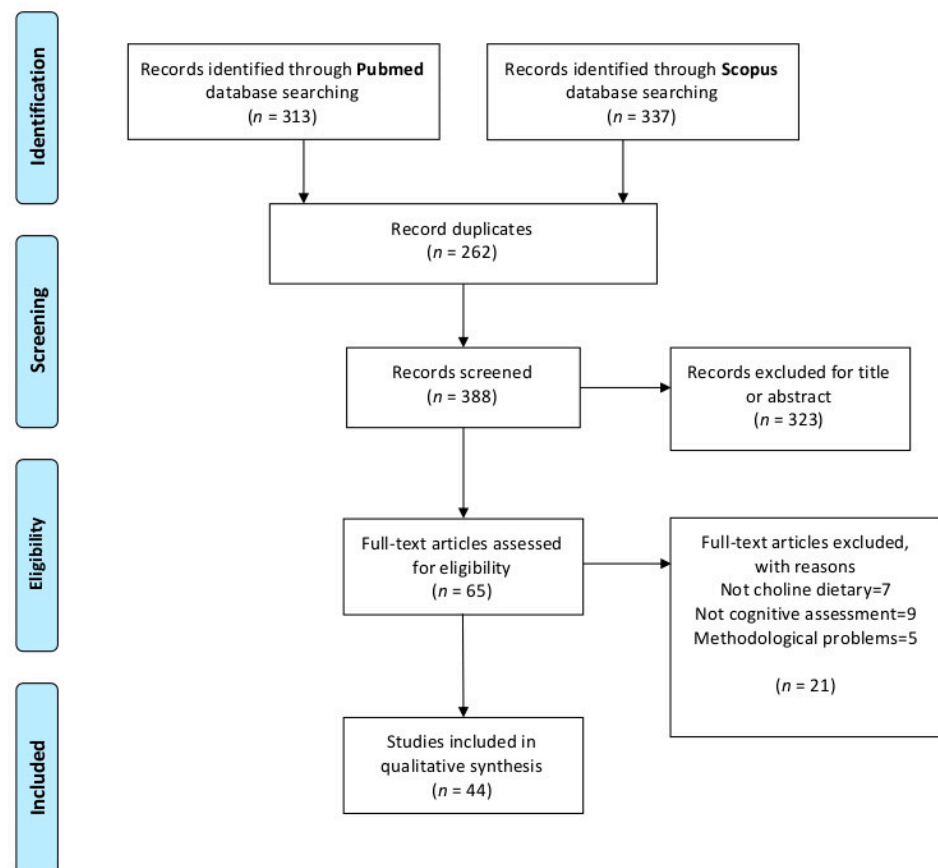 Identification
Records identified through Pubmed
database searching
(n = 313)
Records identified through Scopus
database searching
(n = 337)
Record duplicates
(n = 262)
Screening
Records screened
(n = 388)
Records excluded for title
or abstract
(n = 323)
Eligibility
Full-text articles assessed
for eligibility
(n = 65)
Full-text articles excluded,
with reasons
Not choline dietary=7
Not cognitive assessment=9
Methodological problems=5
(n = 21)
Included
Studies included in
qualitative synthesis
(n = 44)